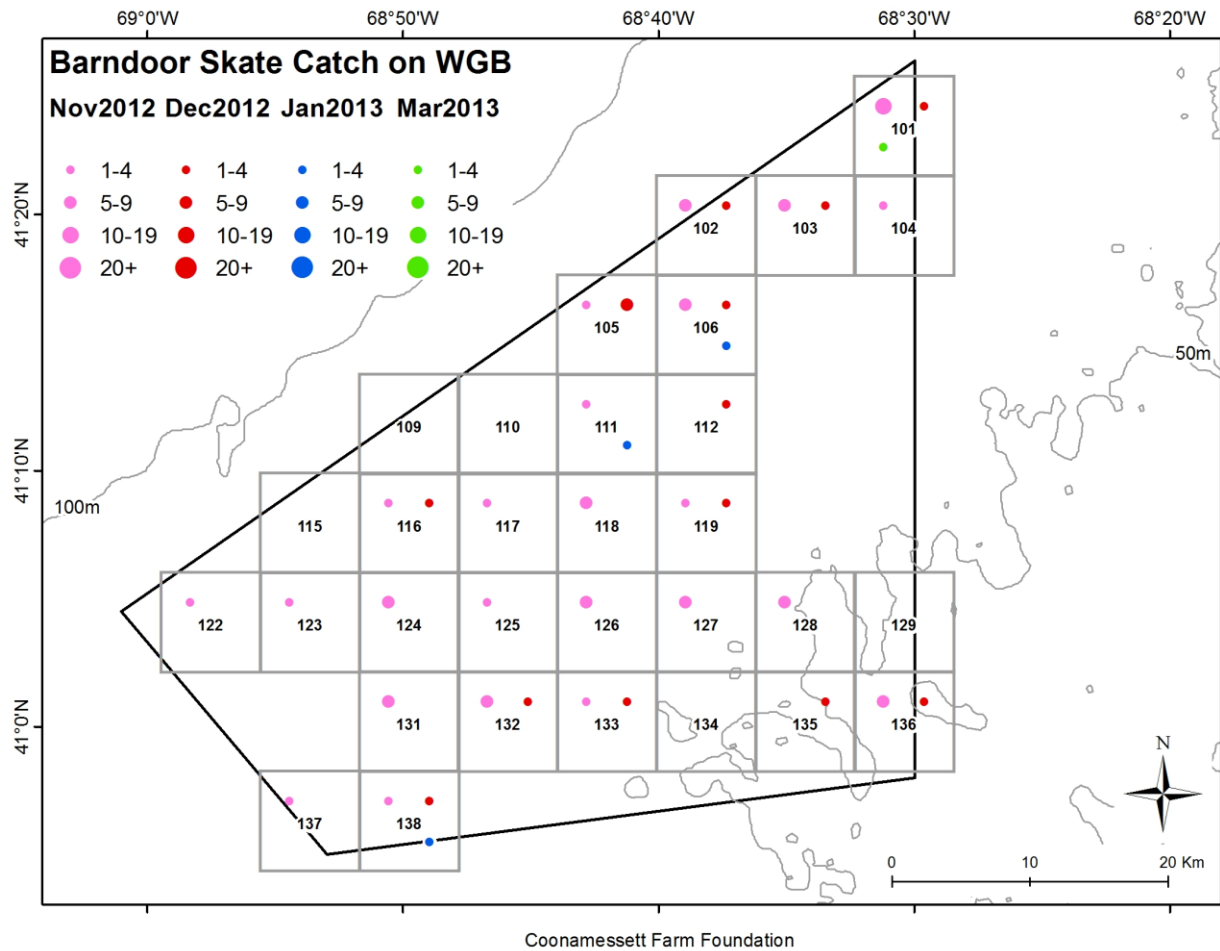 69°0'W 68°50'W 68°40'W 68°30'W 68°20'W
Barndoor Skate Catch on WGB
Nov2012 Dec2012 Jan2013 Mar2013
1-4 1-4 1-4 1-4
5-9 5-9 5-9 5-9
10-19 10-19 10-19 10-19
20+ 20+ 20+ 20+
41°20'N
41°10'N
41°0'N
101
102 103 104
105 106
50m
109 110 111 112
100m
115 116 117 118 119
122 123 124 125 126 127 128 129
131 132 133 134 135 136
137 138
N
0 10 20 Km
Coonamessett Farm Foundation